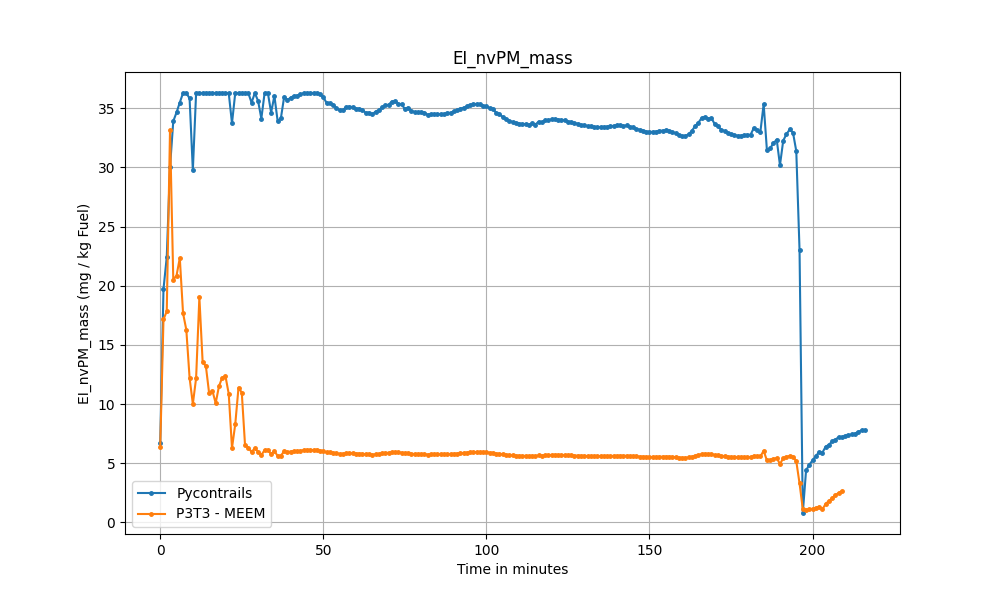 EI_nvPM_mass
EI_nvPM_mass (mg / kg Fuel)
35
30
25
20
15
10
5
0
Pycontrails
P3T3 - MEEM
0 50 100 150 200
Time in minutes